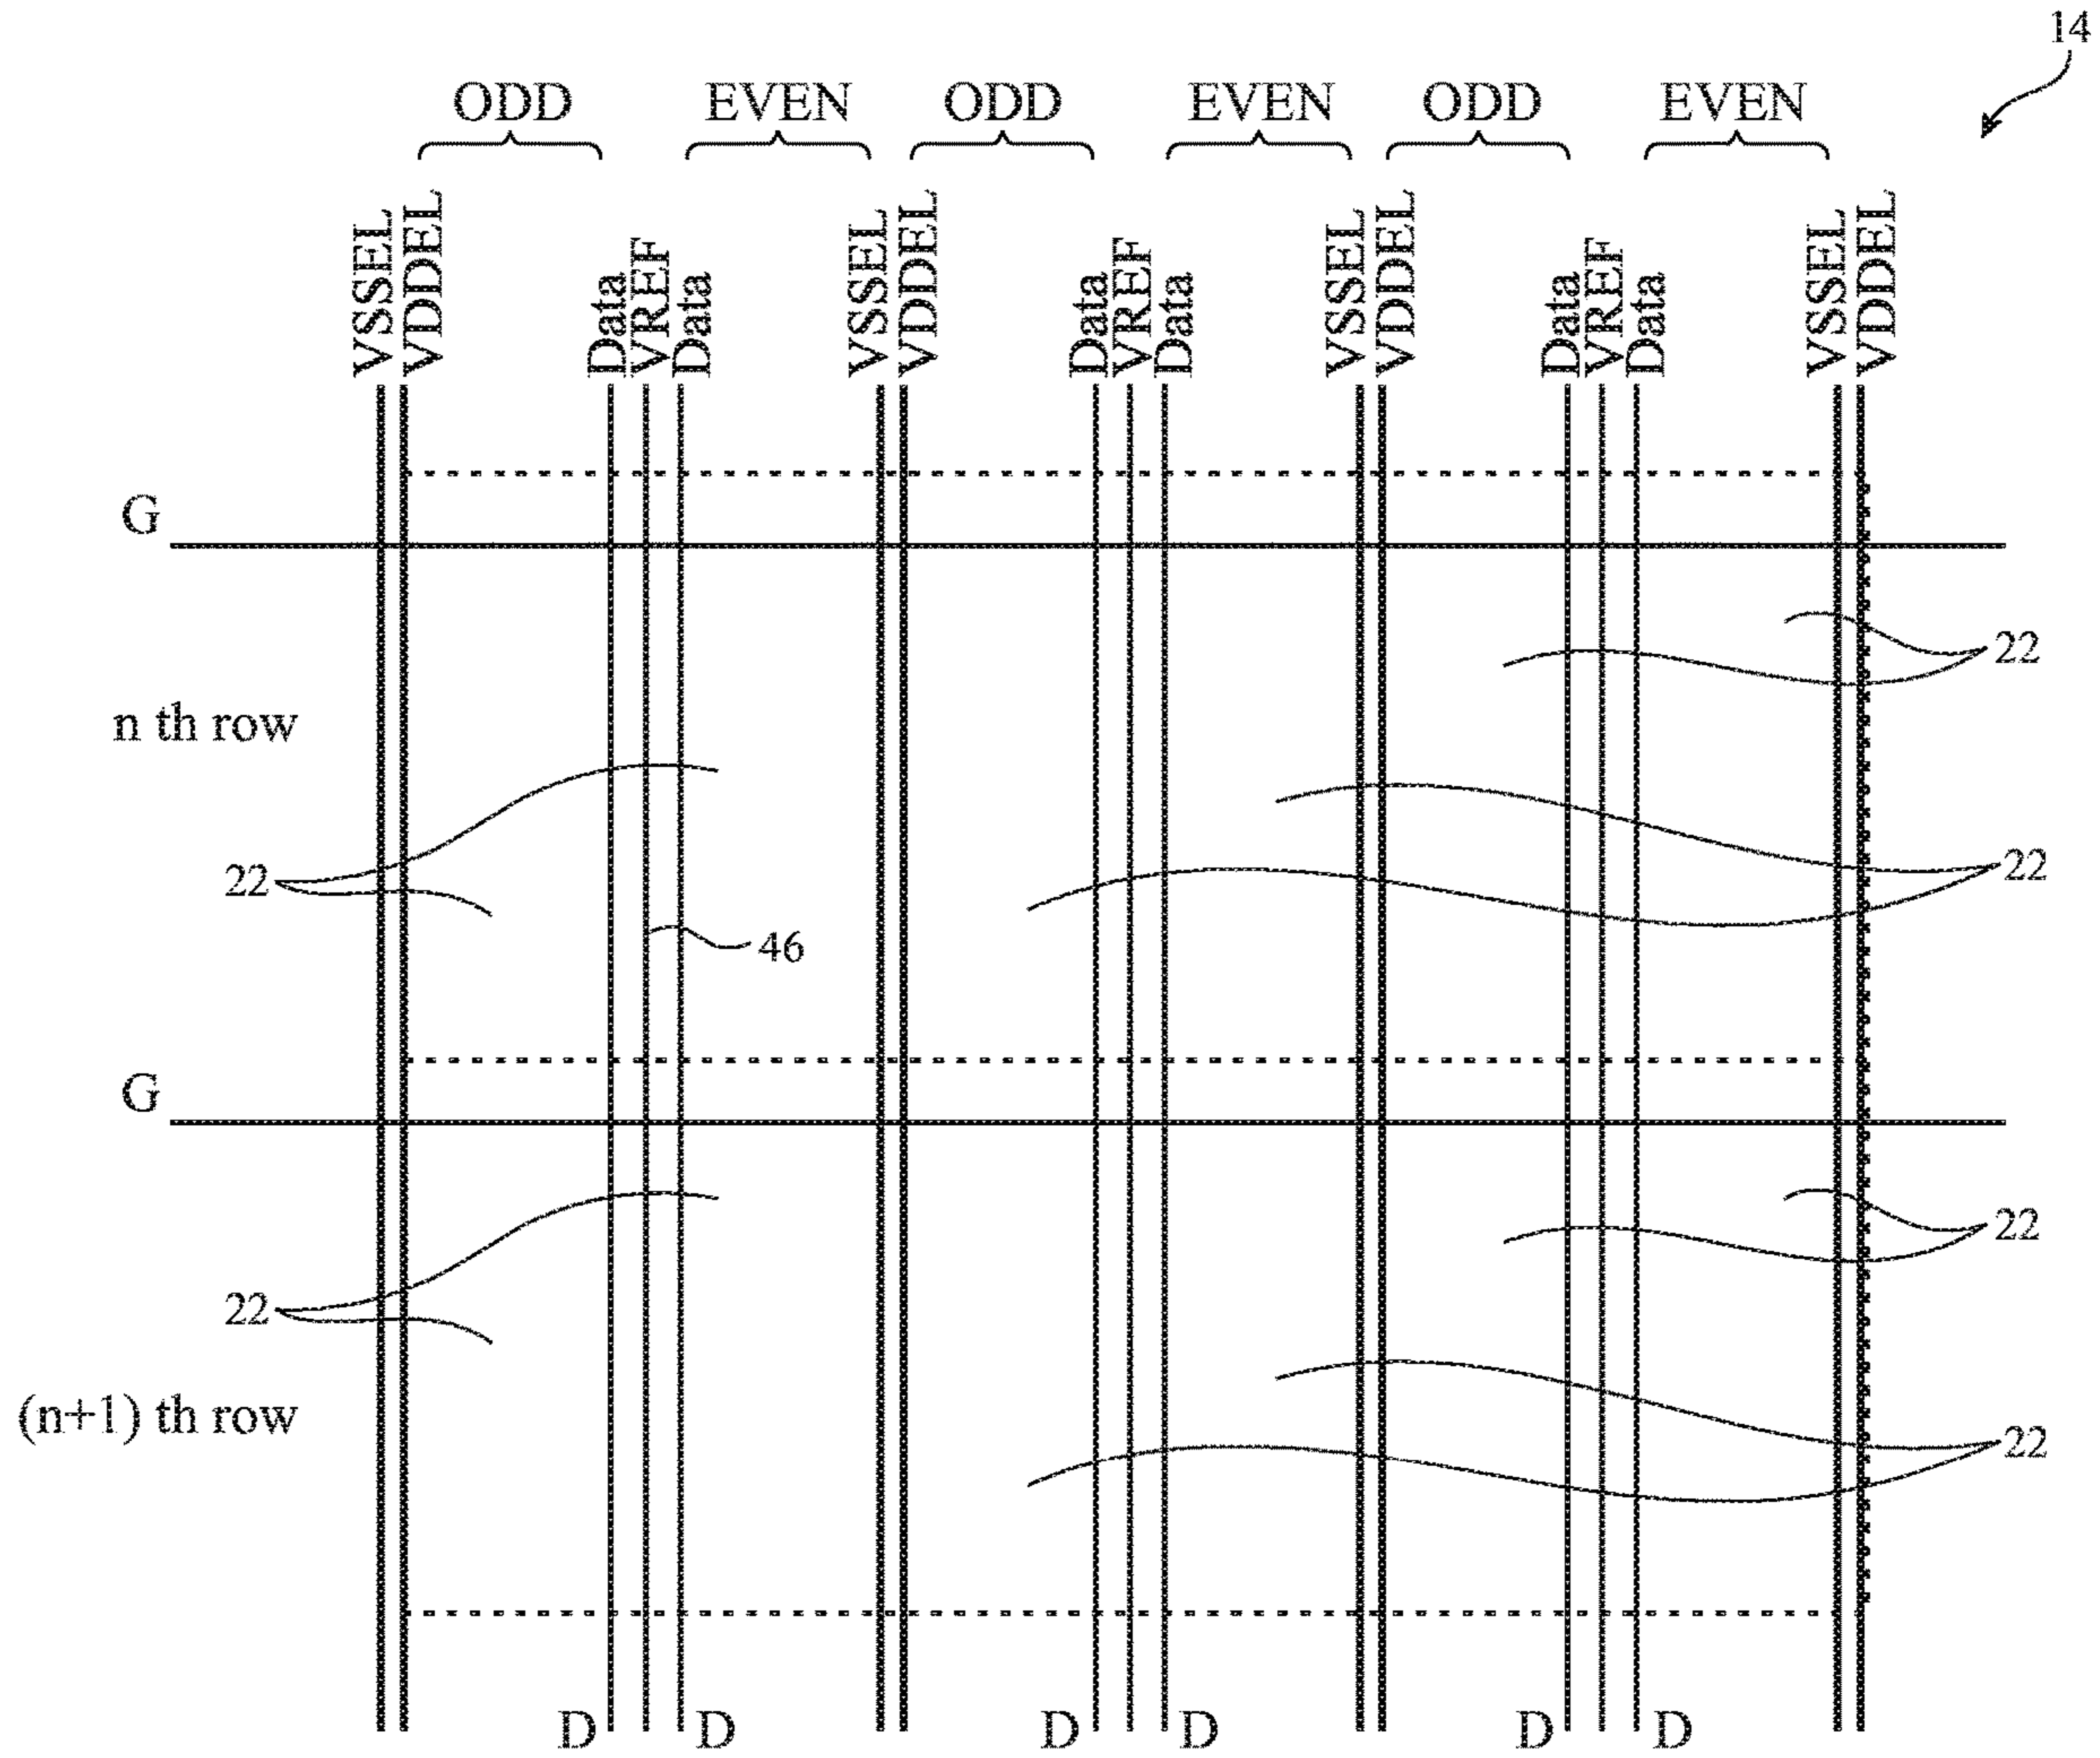 14
ODD EVEN ODD EVEN ODD EVEN
VSSEL VDDEL Data VREF Data VSSEL VDDEL Data VREF Data VSSEL VDDEL Data VREF Data VSSEL VDDEL
G
22
n th row
22
22
46
G
22
22
(n+1) th row
22
D D D D D D